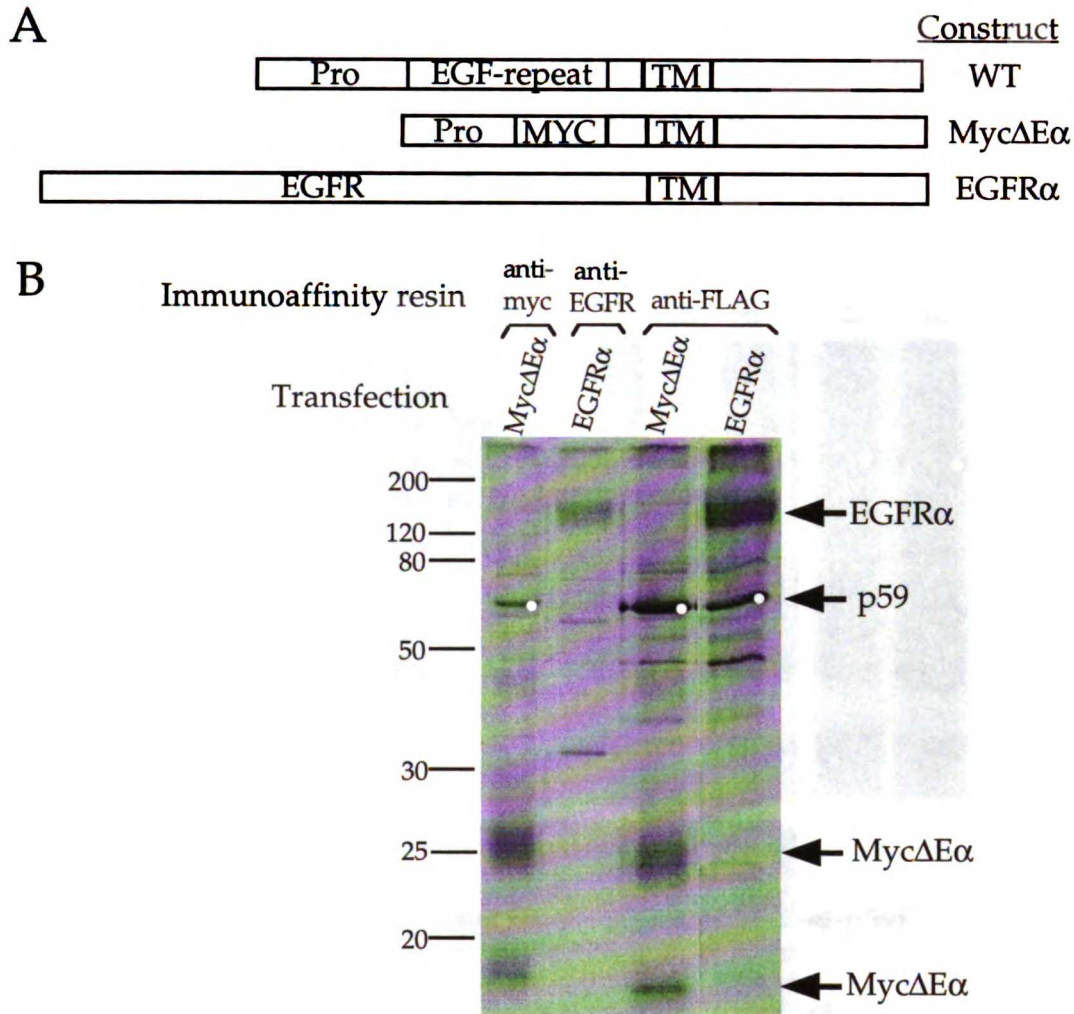 A
Construct
Pro EGF-repeat TM WT
Pro MYC TM MycΔEα
EGFR TM EGFRα
B
Immunoaffinity resin
anti-myc
anti-EGFR
anti-FLAG
Transfection
MycΔEα
EGFRα
MycΔEα
EGFRα
200
120
80
50
30
25
20
EGFRα
p59
MycΔEα
MycΔEα